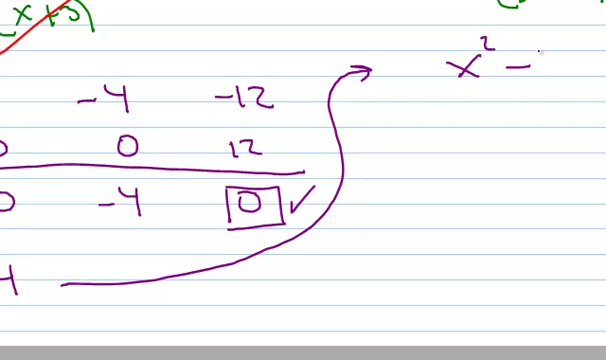 x + 3)
x² –
-4 -12
0 0 12
0 -4 0 ✓
4